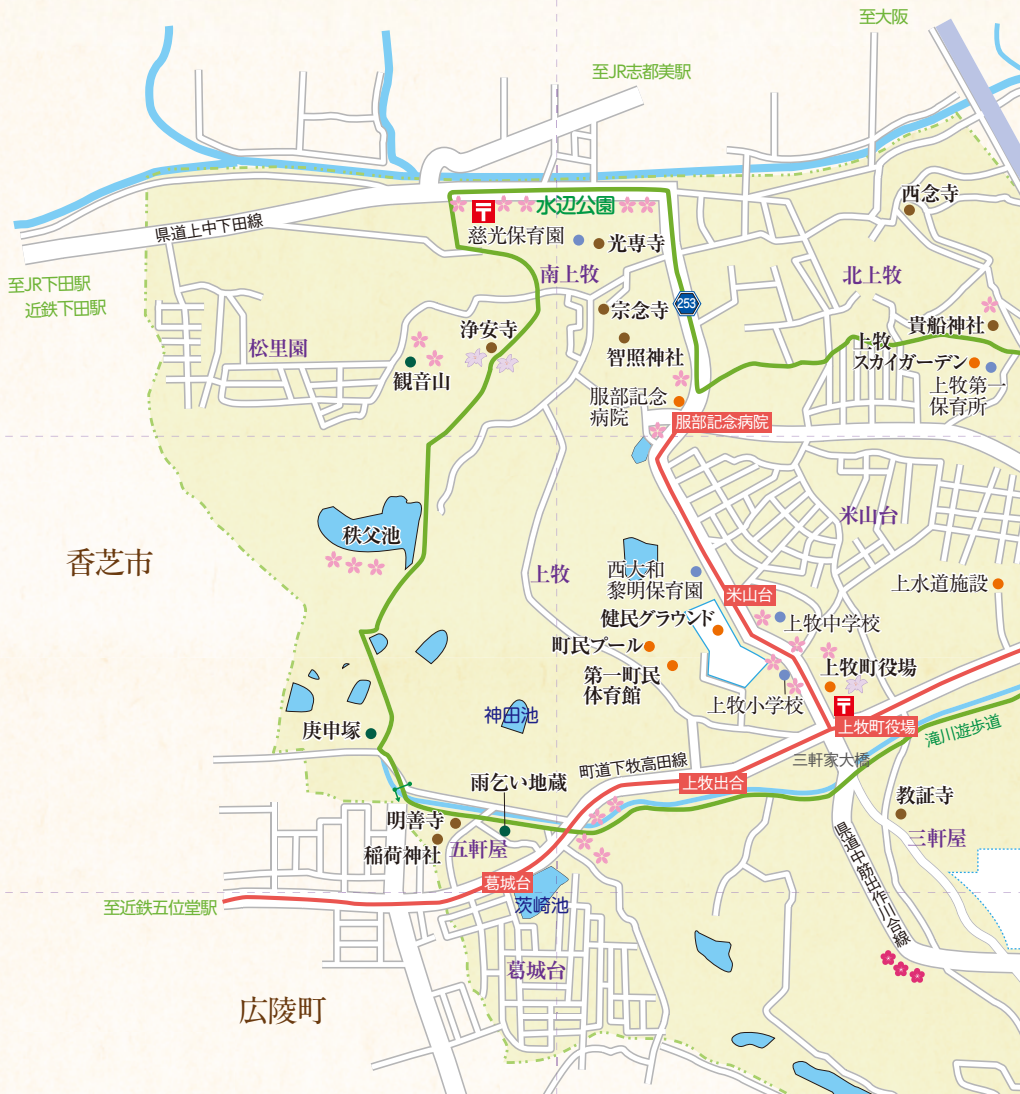 至大阪
至JR志都美駅
西念寺
水辺公園
県道上中下田線
慈光保育園
光専寺
南上牧
北上牧
至JR下田駅
近鉄下田駅
253
宗念寺
浄安寺
貴船神社
松里園
智照神社
上牧
スカイガーデン
観音山
上牧第一
保育所
服部記念
病院
服部記念病院
米山台
秩父池
香芝市
上牧
西大和
黎明保育園
上水道施設
米山台
健民グラウンド
上牧中学校
町民プール
第一町民
体育館
上牧町役場
上牧小学校
神田池
庚申塚
上牧町役場
滝川遊歩道
三軒家大橋
町道下牧高田線
上牧出合
雨乞い地蔵
教証寺
明善寺
三軒屋
稲荷神社
五軒屋
県道中筋出作川合線
葛城台
至近鉄五位堂駅
茨崎池
葛城台
広陵町